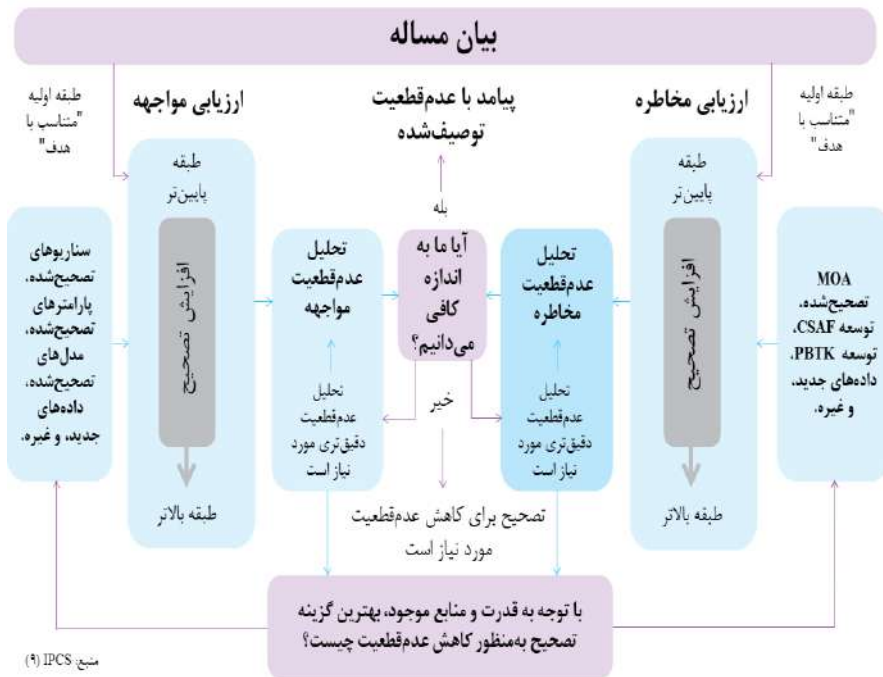 بیان مساله
طبقه اولیه
"متناسب با
هدف"
ارزیابی مخاطره
پیامد با عدم‌قطعیت
توصیف‌شده
ارزیابی مواجهه
طبقه اولیه
"متناسب با
هدف"
طبقه
پایین‌تر
افزایش تصحیح
طبقه بالاتر
MOA
تصحیح‌شده،
توسعه CSAF،
توسعه PBTK،
داده‌های جدید،
و غیره.
تحلیل
عدم‌قطعیت
مخاطره
تحلیل
عدم‌قطعیت
دقیق‌تری مورد
نیاز است
بله
آیا ما به
اندازه
کافی
می‌دانیم؟
خیر
تصحیح برای کاهش عدم‌قطعیت
مورد نیاز است
تحلیل
عدم‌قطعیت
مواجهه
تحلیل
عدم‌قطعیت
دقیق‌تری مورد
نیاز است
طبقه
پایین‌تر
افزایش تصحیح
طبقه بالاتر
سناریوهای
تصحیح‌شده،
پارامترهای
تصحیح‌شده،
مدل‌های
تصحیح‌شده،
داده‌های
جدید، و غیره.
با توجه به قدرت و منابع موجود، بهترین گزینه
تصحیح به‌منظور کاهش عدم‌قطعیت چیست؟
منبع: IPCS (۹)